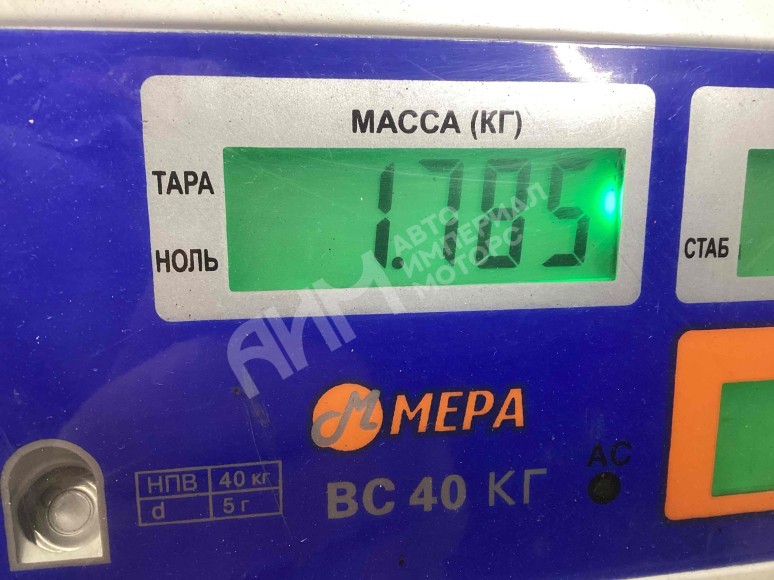 МАССА (КГ)
ТАРА
1.785
НОЛЬ
СТАБ
АИМ
АВТО
ИМПЕРИАЛ
МОТОРС
МЕРА
АС
НПВ 40 кг
d 5 г
ВС 40 КГ